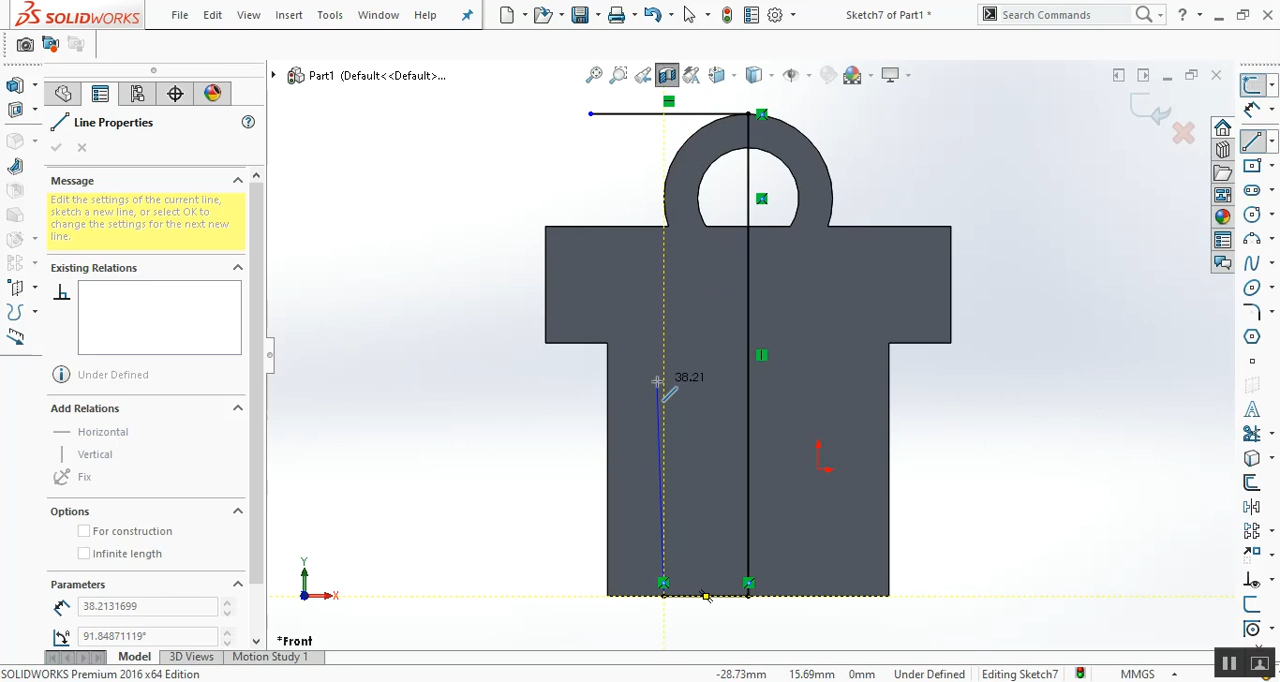 SOLIDWORKS
File
Edit
View
Insert
Tools
Window
Help
Sketch7 of Part1 *
Search Commands
?
Part1 (Default<<Default>...
Line Properties
?
Message
Edit the settings of the current line,
sketch a new line, or select OK to
change the settings for the next new
line.
Existing Relations
Under Defined
Add Relations
Horizontal
Vertical
Fix
Options
For construction
Infinite length
Parameters
38.2131699
91.84871119°
38.21
Y
X
*Front
Model
3D Views
Motion Study 1
SOLIDWORKS Premium 2016 x64 Edition
-28.73mm
15.69mm
0mm
Under Defined
Editing Sketch7
MMGS